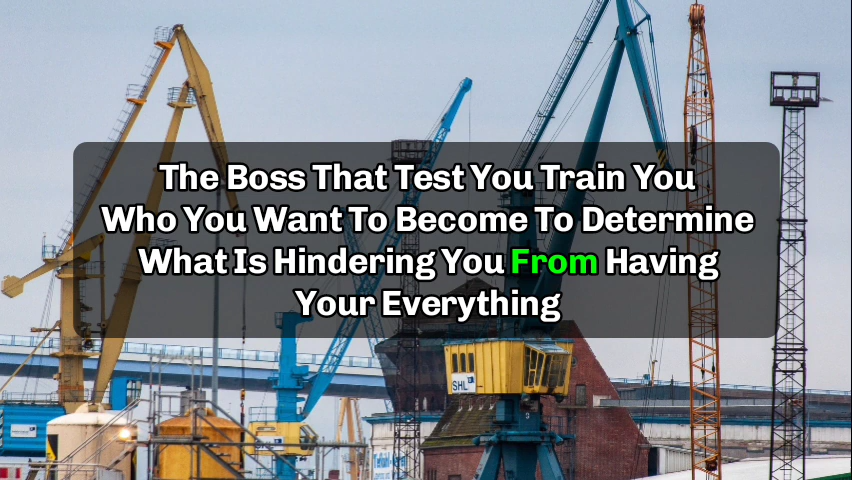 The Boss That Test You Train You
Who You Want To Become To Determine
What Is Hindering You From Having
Your Everything
SHL